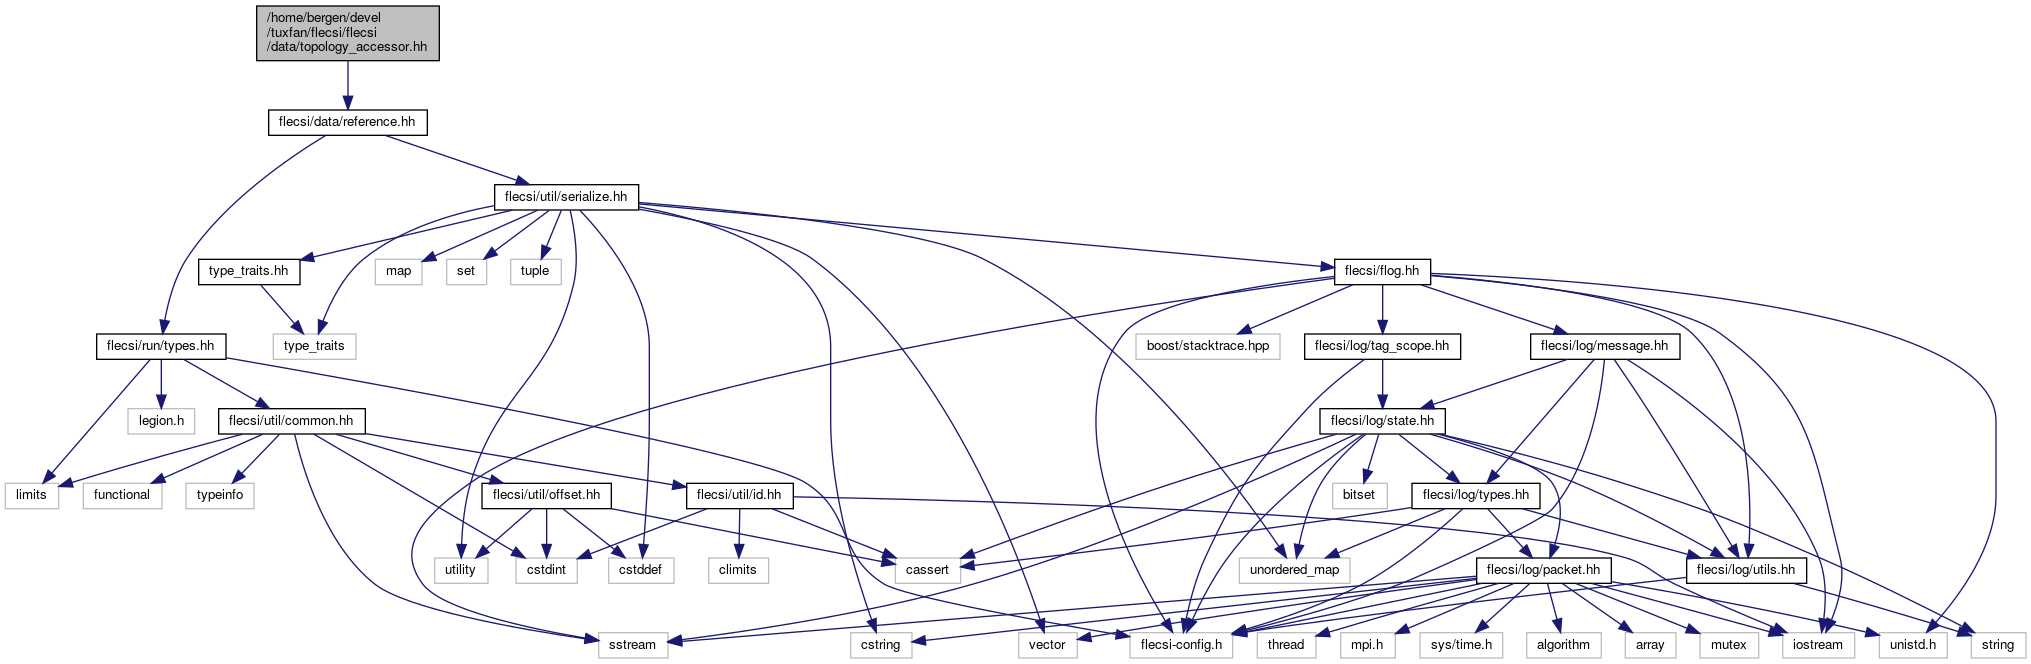 /home/bergen/devel
/tuxfan/flecsi/flecsi
/data/topology_accessor.hh
flecsi/data/reference.hh
flecsi/util/serialize.hh
type_traits.hh
map
set
tuple
flecsi/flog.hh
flecsi/run/types.hh
type_traits
boost/stacktrace.hpp
flecsi/log/tag_scope.hh
flecsi/log/message.hh
legion.h
flecsi/util/common.hh
flecsi/log/state.hh
limits
functional
typeinfo
flecsi/util/offset.hh
flecsi/util/id.hh
bitset
flecsi/log/types.hh
utility
cstdint
cstddef
climits
cassert
unordered_map
flecsi/log/packet.hh
flecsi/log/utils.hh
sstream
cstring
vector
flecsi-config.h
thread
mpi.h
sys/time.h
algorithm
array
mutex
iostream
unistd.h
string